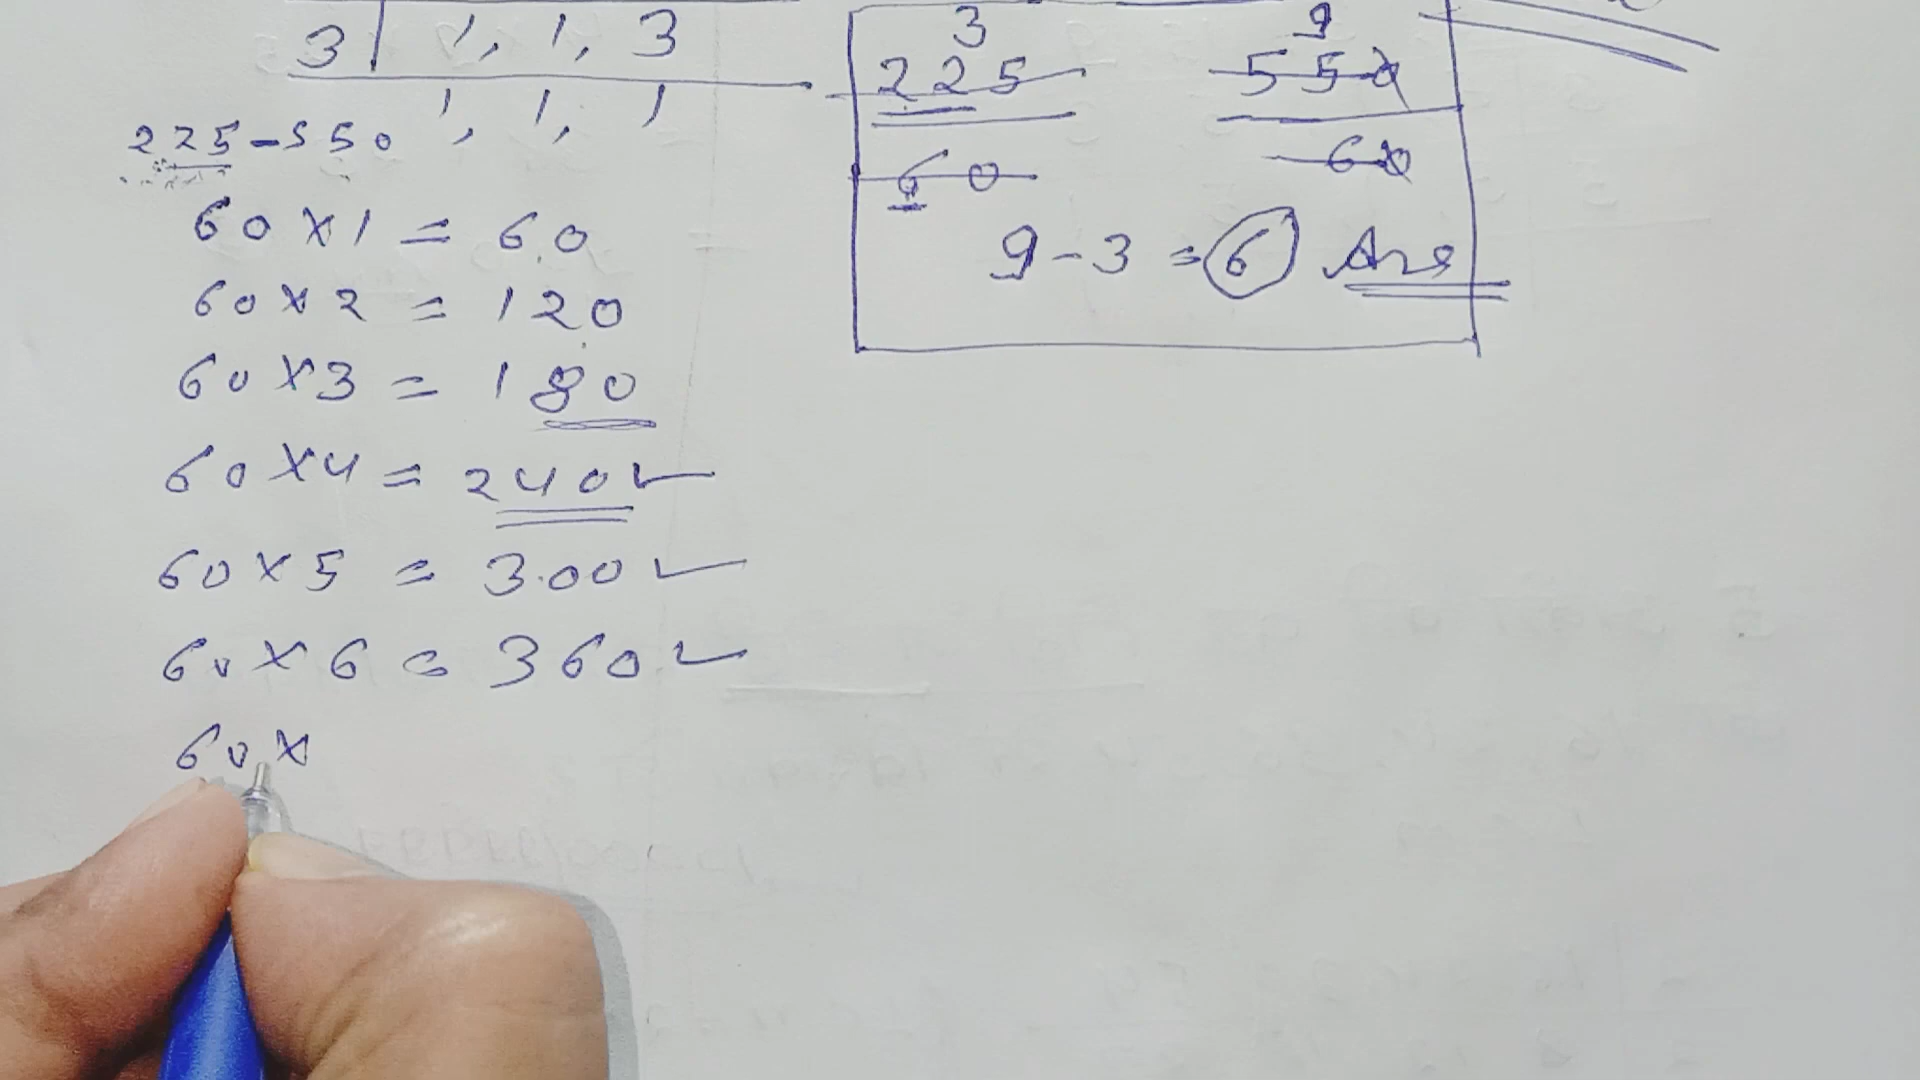 3 | 1, 1, 3
1, 1, 1
225-550
60 × 1 = 60
60 × 2 = 120
60 × 3 = 180
60 × 4 = 240 ✓
60 × 5 = 300 ✓
60 × 6 = 360 ✓
60 ×
3 9
225 550
60 60
9 - 3 = 6 Ans